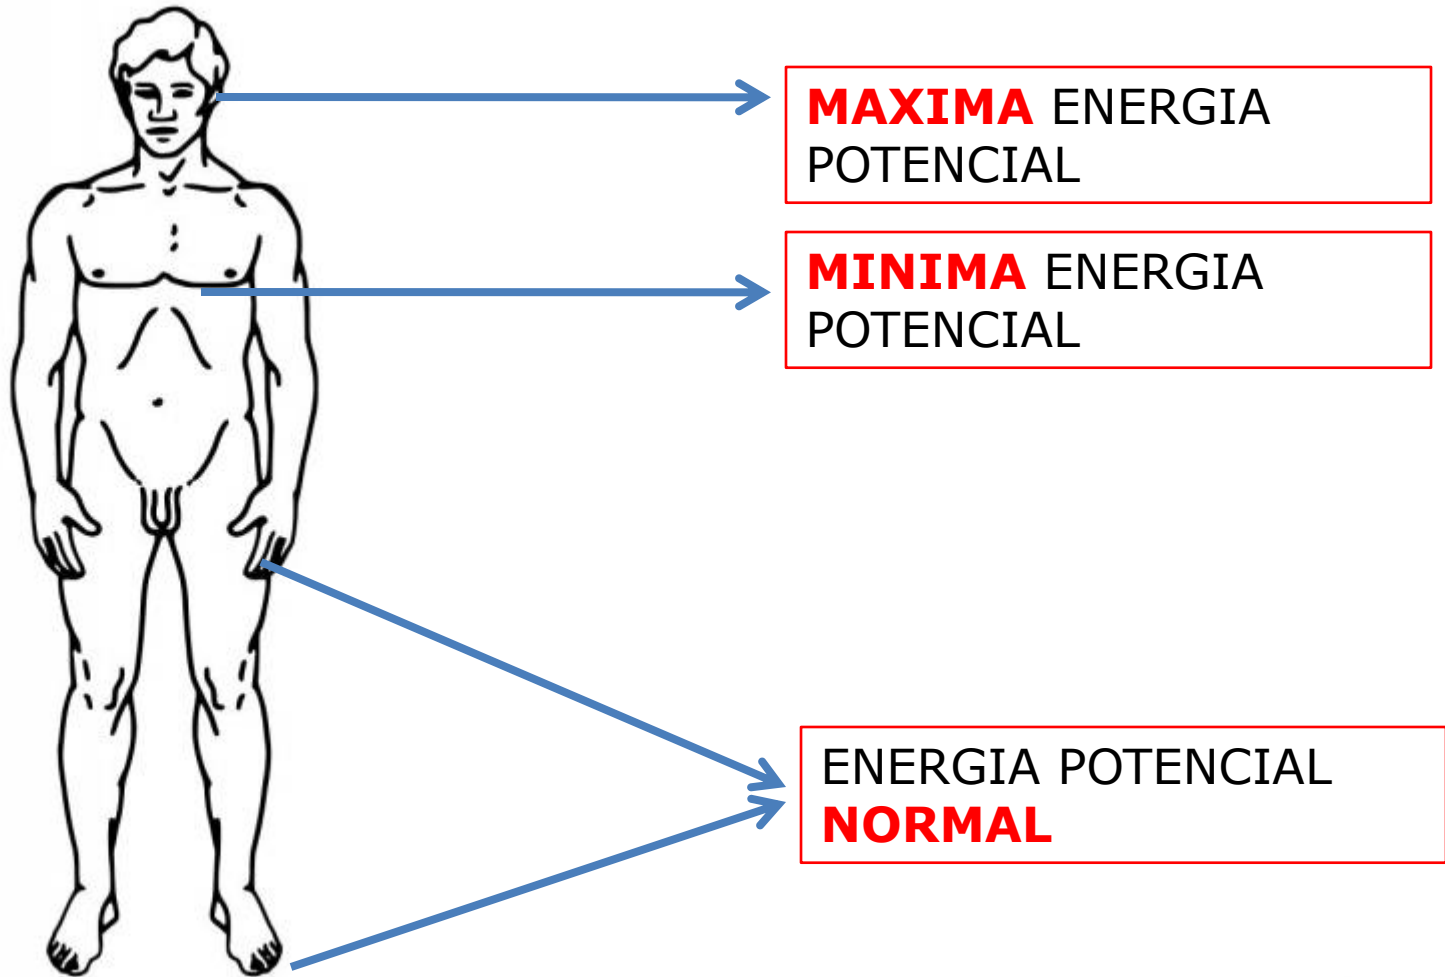 MAXIMA ENERGIA
POTENCIAL
MINIMA ENERGIA
POTENCIAL
ENERGIA POTENCIAL
NORMAL